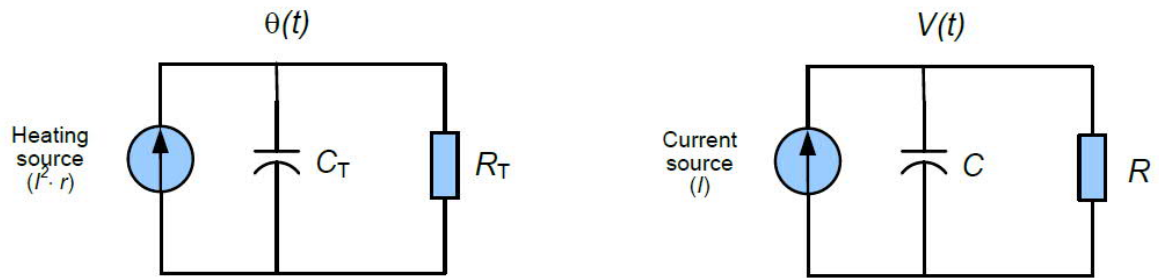 θ(t)
Heating
source
(I²· r)
C_T
R_T
V(t)
Current
source
(I)
C
R